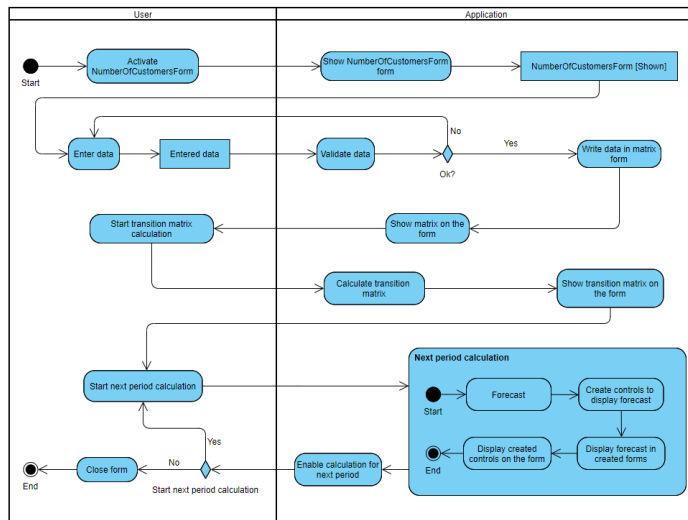 User
Application
Activate
NumberOfCustomersForm
Show NumberOfCustomersForm
form
NumberOfCustomersForm [Shown]
Start
No
Enter data
Entered data
Validate data
Yes
Write data in matrix
form
Ok?
Start transition matrix
calculation
Show matrix on the
form
Calculate transition
matrix
Show transition matrix on
the form
Next period calculation
Start next period calculation
Forecast
Create controls to
display forecast
Start
Yes
Display created
controls on the form
Display forecast in
created forms
End
No
Close form
Enable calculation for
next period
End
Start next period calculation